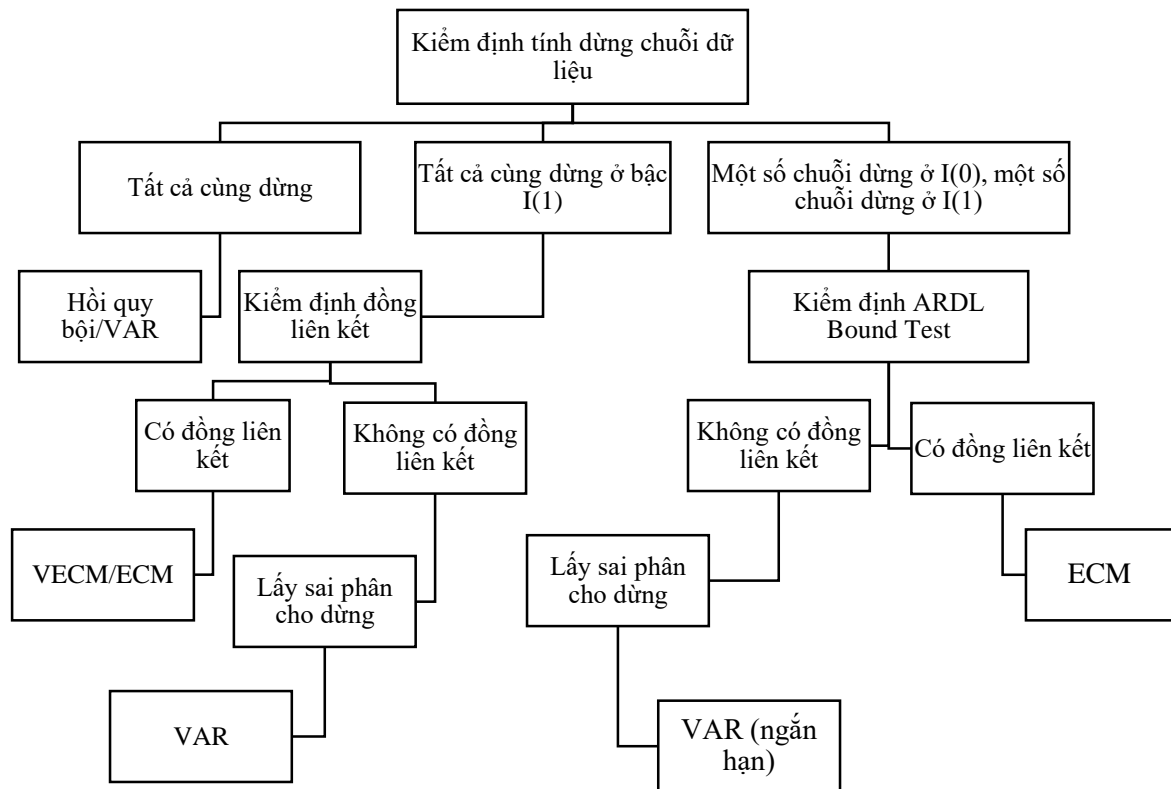 Kiểm định tính dừng chuỗi dữ
liệu
Tất cả cùng dừng
Tất cả cùng dừng ở bậc
I(1)
Một số chuỗi dừng ở I(0), một số
chuỗi dừng ở I(1)
Hồi quy
bội/VAR
Kiểm định đồng
liên kết
Kiểm định ARDL
Bound Test
Có đồng liên
kết
Không có đồng
liên kết
Không có đồng
liên kết
Có đồng liên kết
VECM/ECM
Lấy sai phân
cho dừng
Lấy sai phân
cho dừng
ECM
VAR
VAR (ngắn
hạn)